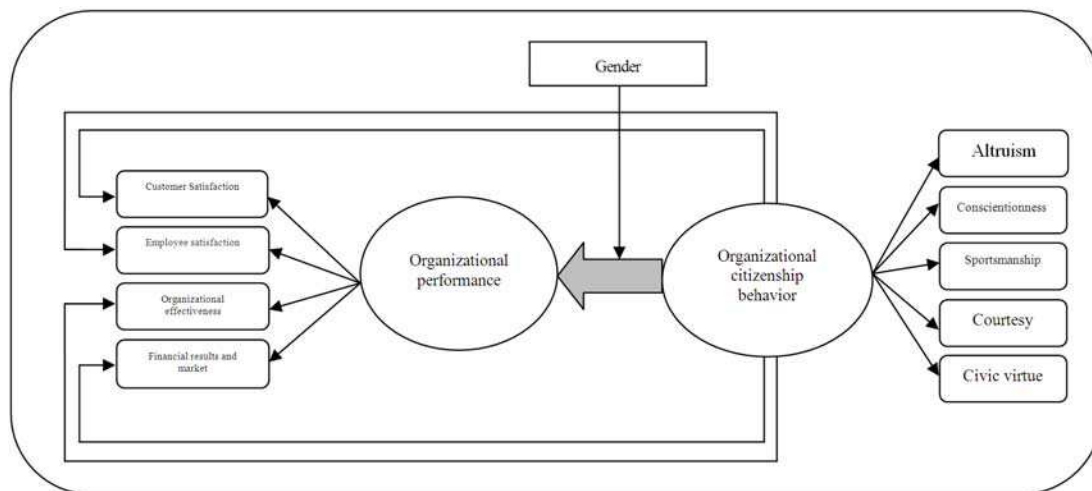 Gender
Customer Satisfaction
Employee satisfaction
Organizational
effectiveness
Financial results and
market
Organizational
performance
Organizational
citizenship
behavior
Altruism
Conscientionness
Sportsmanship
Courtesy
Civic virtue